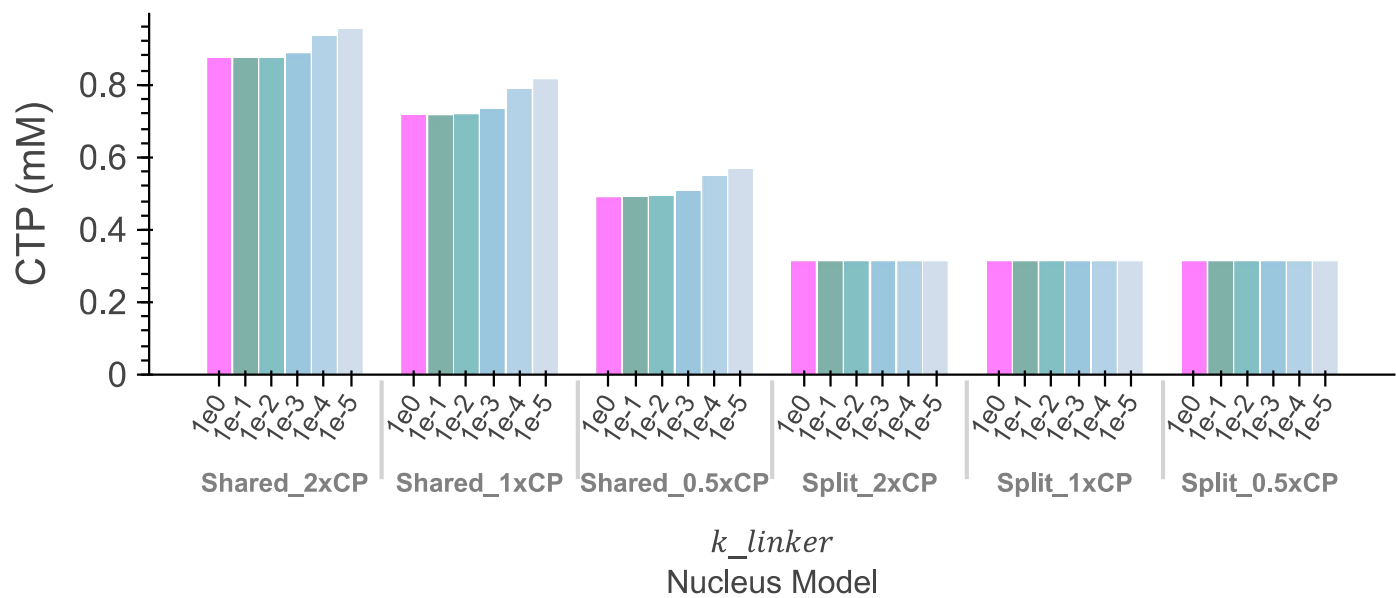 CTP (mM)
0.8
0.6
0.4
0.2
0
1e0 1e-1 1e-2 1e-3 1e-4 1e-5 1e0 1e-1 1e-2 1e-3 1e-4 1e-5 1e0 1e-1 1e-2 1e-3 1e-4 1e-5 1e0 1e-1 1e-2 1e-3 1e-4 1e-5 1e0 1e-1 1e-2 1e-3 1e-4 1e-5 1e0 1e-1 1e-2 1e-3 1e-4 1e-5
Shared_2xCP Shared_1xCP Shared_0.5xCP Split_2xCP Split_1xCP Split_0.5xCP
k_linker
Nucleus Model